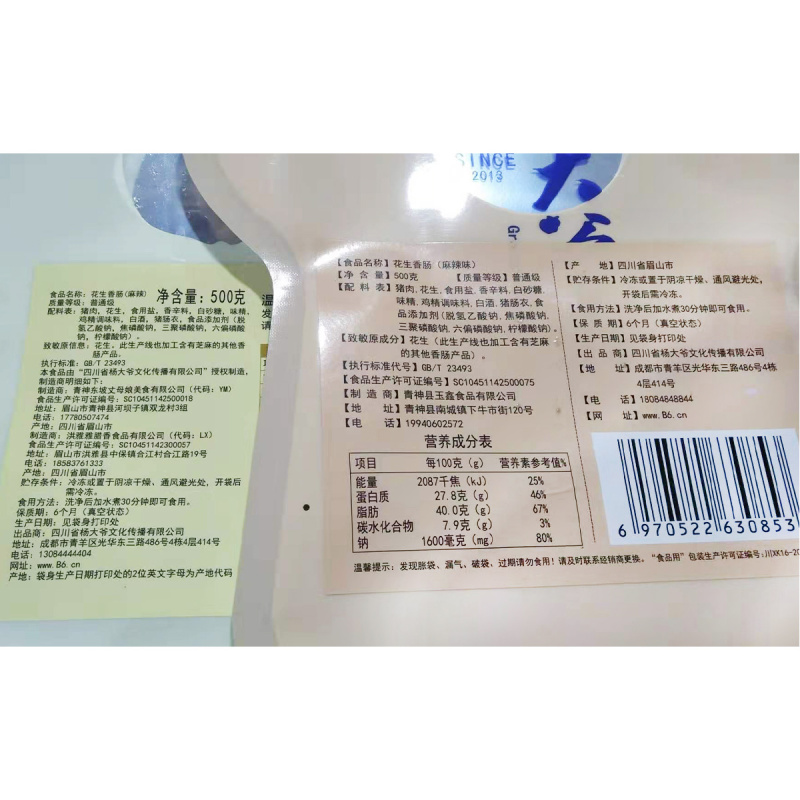 食品名称：花生香肠（麻辣）
净含量：500克
质量等级：普通级
配料表：猪肉，花生，食用盐，香辛料，白砂糖，味精，
鸡精调味料，白酒，猪肠衣，食品添加剂（脱
氢乙酸钠，焦磷酸钠，三聚磷酸钠，六偏磷酸
钠，柠檬酸钠）。
致敏原信息：花生，此生产线也加工含有芝麻的其他香
肠产品）。
执行标准：GB/T 23493
本食品由“四川省杨大爷文化传播有限公司”授权制造，
制造商明细如下：
制造商：青神东坡丈母娘美食有限公司（代码：YM）
食品生产许可证编号：SC10451142500018
地址：眉山市青神县河坝子镇双龙村3组
电话：17780507474
产地：四川省眉山市
制造商：洪雅雅腊香食品有限公司（代码：LX）
食品生产许可证编号：SC10451142300057
地址：眉山市洪雅县中保镇合江村合江路19号
电话：18583761333
产地：四川省眉山市
贮存条件：冷冻或置于阴凉干燥、通风避光处，开袋后
需冷冻。
食用方法：洗净后加水煮30分钟即可食用。
保质期：6个月（真空状态）
生产日期：见袋身打印处
出品商：四川省杨大爷文化传播有限公司
地址：成都市青羊区光华东三路486号4栋4层414号
电话：13084444404
网址：www.B6.cn
产地：袋身生产日期打印处的2位英文字母为产地代码
温
请
SINCE
2013
大爷
Gr
【食品名称】花生香肠（麻辣味）
【净 含 量】500克 【质量等级】普通级
【配 料 表】猪肉，花生，食用盐，香辛料，白砂糖，
味精，鸡精调味料，白酒，猪肠衣，食
品添加剂（脱氢乙酸钠，焦磷酸钠，
三聚磷酸钠，六偏磷酸钠，柠檬酸钠）。
【致敏原成分】花生，（此生产线也加工含有芝麻
的其他香肠产品）。
【执行标准代号】GB/T 23493
【食品生产许可证编号】SC10451142500075
【制 造 商】青神县玉鑫食品有限公司
【地 址】青神县南城镇下牛市街120号
【电 话】19940602572
营养成分表
项目 每100克（g） 营养素参考值%
能量 2087千焦（kJ） 25%
蛋白质 27.8克（g） 46%
脂肪 40.0克（g） 67%
碳水化合物 7.9克（g） 3%
钠 1600毫克（mg） 80%
【产 地】四川省眉山市
【贮存条件】冷冻或置于阴凉干燥、通风避光处，
开袋后需冷冻。
【食用方法】洗净后加水煮30分钟即可食用。
【保 质 期】6个月（真空状态）
【生产日期】见袋身打印处
【出 品 商】四川省杨大爷文化传播有限公司
【地 址】成都市青羊区光华东三路486号4栋
4层414号
【电 话】18084848844
【网 址】www.B6.cn
6 970522 630853
温馨提示：发现胀袋、漏气、破袋、过期请勿食用！请及时联系经销商更换。“食品用”包装生产许可证编号：川XK16-20